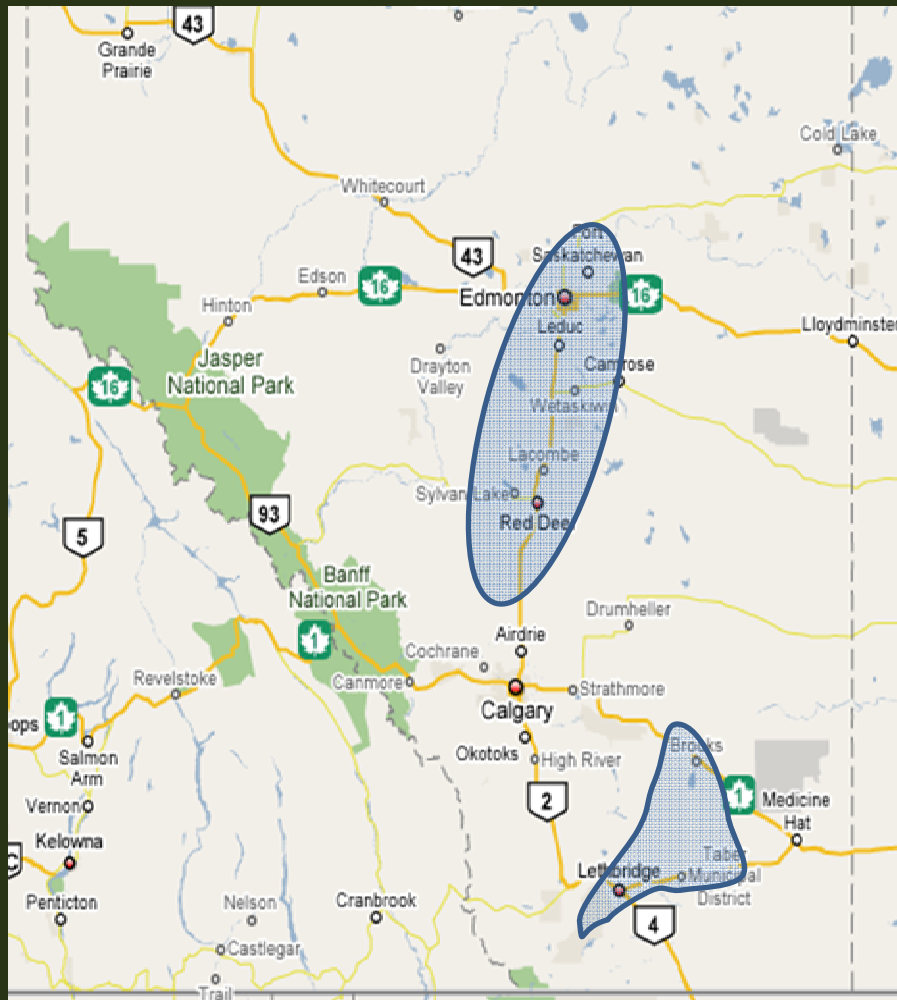 43
Grande
Prairie
Cold Lake
Whitecourt
43
Fort
Saskatchewan
Edson
16
Edmonton
16
Hinton
Leduc
Lloydminster
Jasper
National Park
Drayton
Valley
Camrose
16
Wetaskiwin
Lacombe
Sylvan Lake
93
Red Deer
5
Banff
National Park
Drumheller
1
Airdrie
Cochrane
Revelstoke
Canmore
Strathmore
1
oops
Calgary
Salmon
Arm
Okotoks
High River
Brooks
2
1
Medicine
Hat
Vernon
Kelowna
C
Lethbridge
Taber
Municipal
District
Penticton
Nelson
Cranbrook
4
Castlegar
Trail